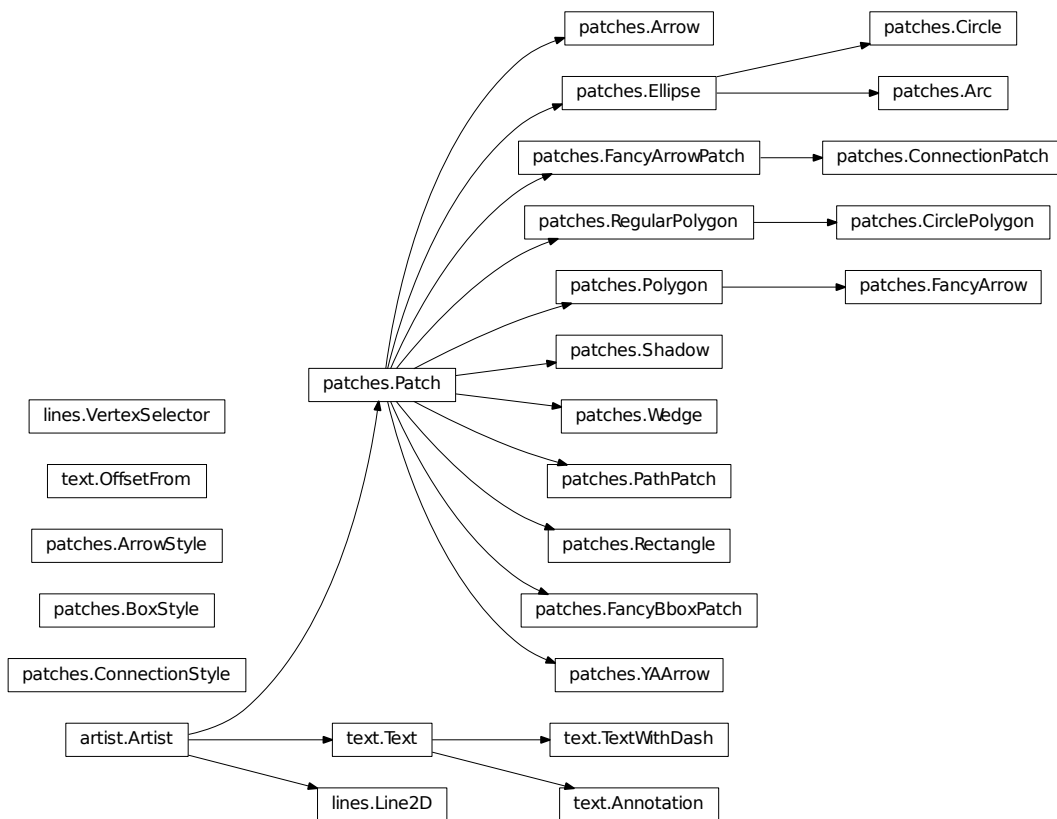 patches.Arrow
patches.Circle
patches.Ellipse
patches.Arc
patches.FancyArrowPatch
patches.ConnectionPatch
patches.RegularPolygon
patches.CirclePolygon
patches.Polygon
patches.FancyArrow
patches.Shadow
patches.Patch
lines.VertexSelector
patches.Wedge
text.OffsetFrom
patches.PathPatch
patches.ArrowStyle
patches.Rectangle
patches.BoxStyle
patches.FancyBboxPatch
patches.ConnectionStyle
patches.YAArrow
artist.Artist
text.Text
text.TextWithDash
lines.Line2D
text.Annotation